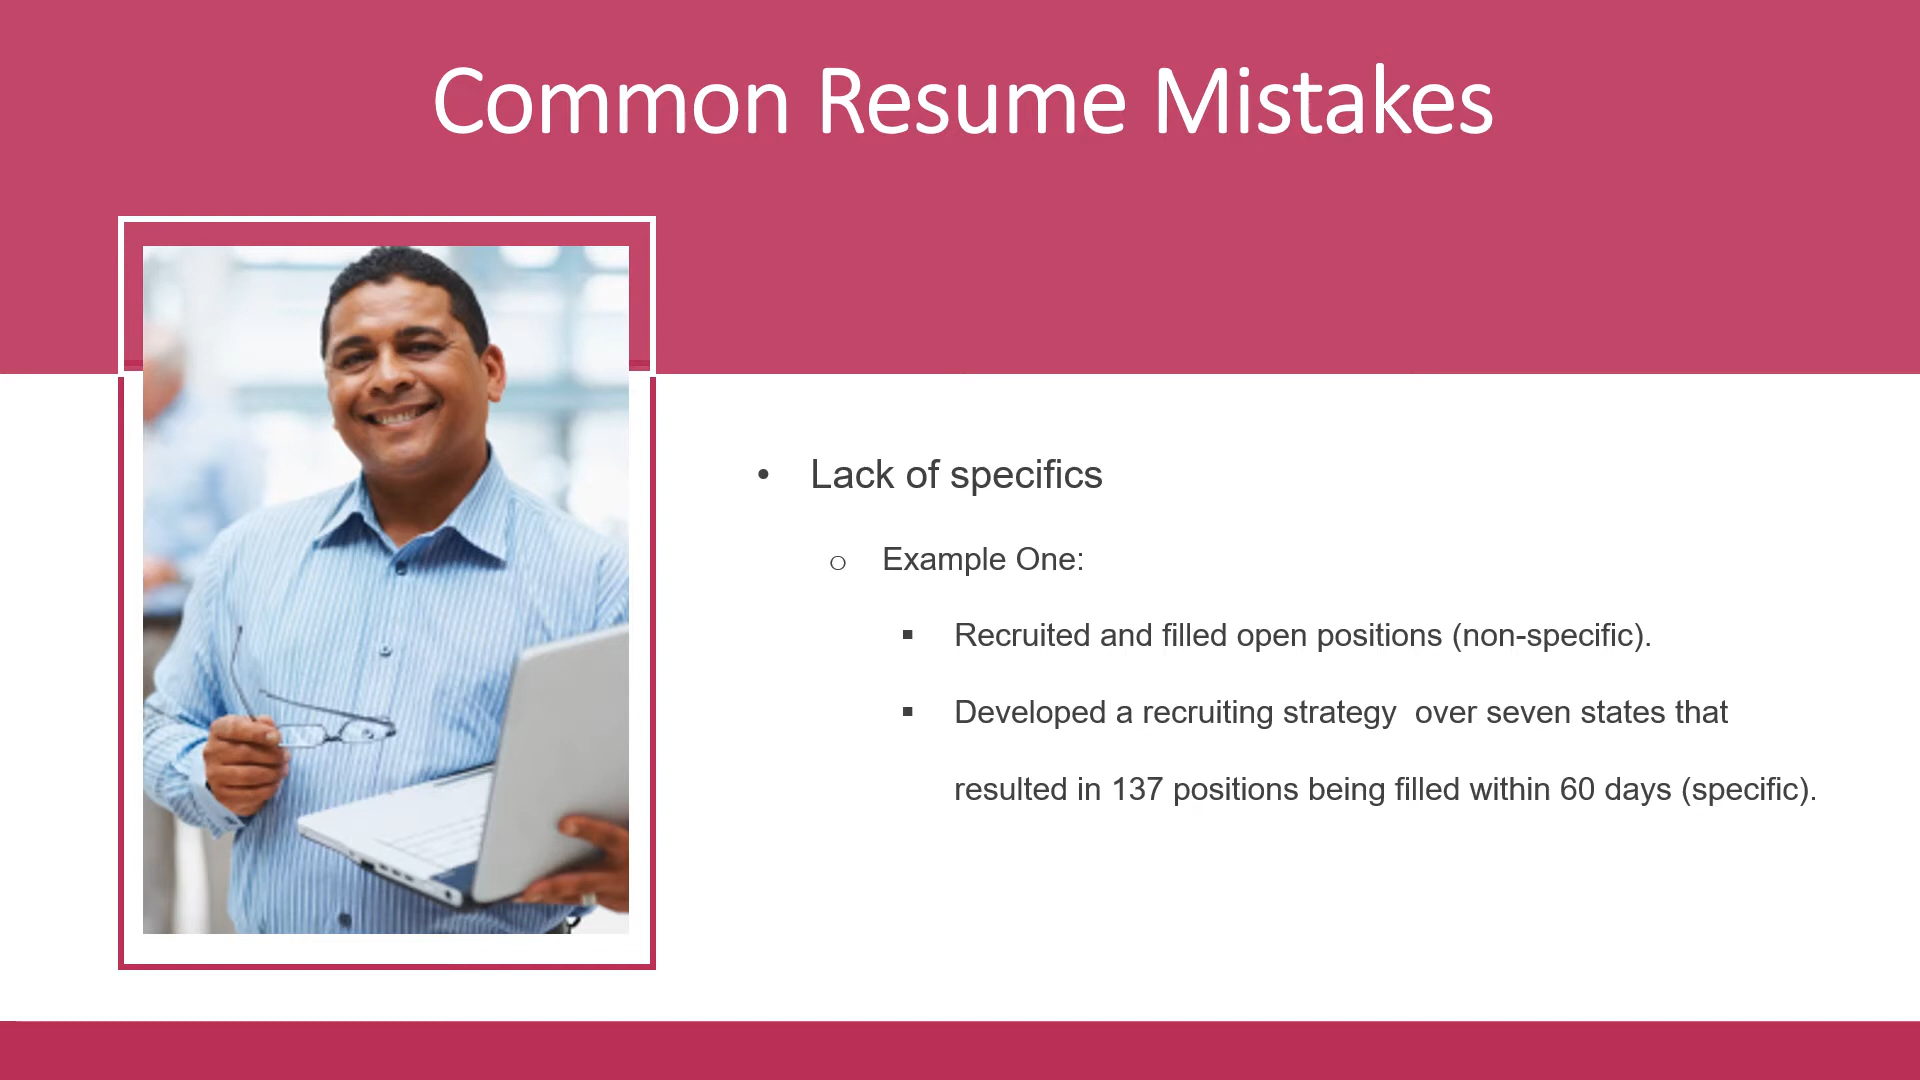 Common Resume Mistakes
• Lack of specifics
o Example One:
▪ Recruited and filled open positions (non-specific).
▪ Developed a recruiting strategy  over seven states that
resulted in 137 positions being filled within 60 days (specific).